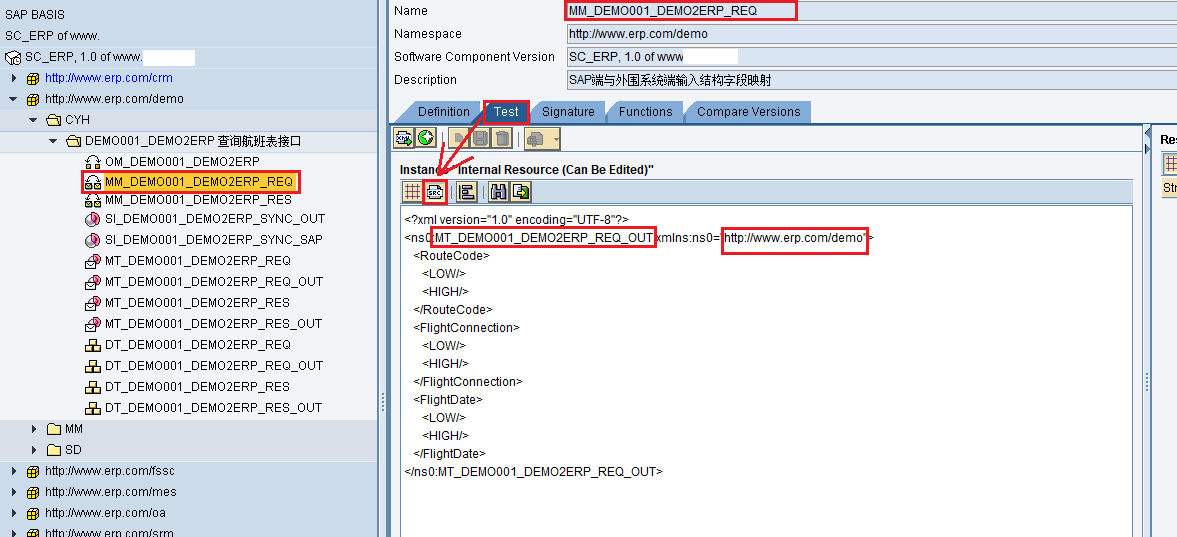 SAP BASIS
SC_ERP of www.
SC_ERP, 1.0 of www.
http://www.erp.com/crm
http://www.erp.com/demo
CYH
DEMO001_DEMO2ERP 查询航班表接口
OM_DEMO001_DEMO2ERP
MM_DEMO001_DEMO2ERP_REQ
MM_DEMO001_DEMO2ERP_RES
SI_DEMO001_DEMO2ERP_SYNC_OUT
SI_DEMO001_DEMO2ERP_SYNC_SAP
MT_DEMO001_DEMO2ERP_REQ
MT_DEMO001_DEMO2ERP_REQ_OUT
MT_DEMO001_DEMO2ERP_RES
MT_DEMO001_DEMO2ERP_RES_OUT
DT_DEMO001_DEMO2ERP_REQ
DT_DEMO001_DEMO2ERP_REQ_OUT
DT_DEMO001_DEMO2ERP_RES
DT_DEMO001_DEMO2ERP_RES_OUT
MM
SD
http://www.erp.com/fssc
http://www.erp.com/mes
http://www.erp.com/oa
http://www.erp.com/srm
Name MM_DEMO001_DEMO2ERP_REQ
Namespace http://www.erp.com/demo
Software Component Version SC_ERP, 1.0 of www
Description SAP端与外围系统端输入结构字段映射
Definition Test Signature Functions Compare Versions
XML
Instance "Internal Resource (Can Be Edited)"
SRC
<?xml version="1.0" encoding="UTF-8"?>
<ns0:MT_DEMO001_DEMO2ERP_REQ_OUT xmlns:ns0="http://www.erp.com/demo">
<RouteCode>
<LOW/>
<HIGH/>
</RouteCode>
<FlightConnection>
<LOW/>
<HIGH/>
</FlightConnection>
<FlightDate>
<LOW/>
<HIGH/>
</FlightDate>
</ns0:MT_DEMO001_DEMO2ERP_REQ_OUT>
Res
Str